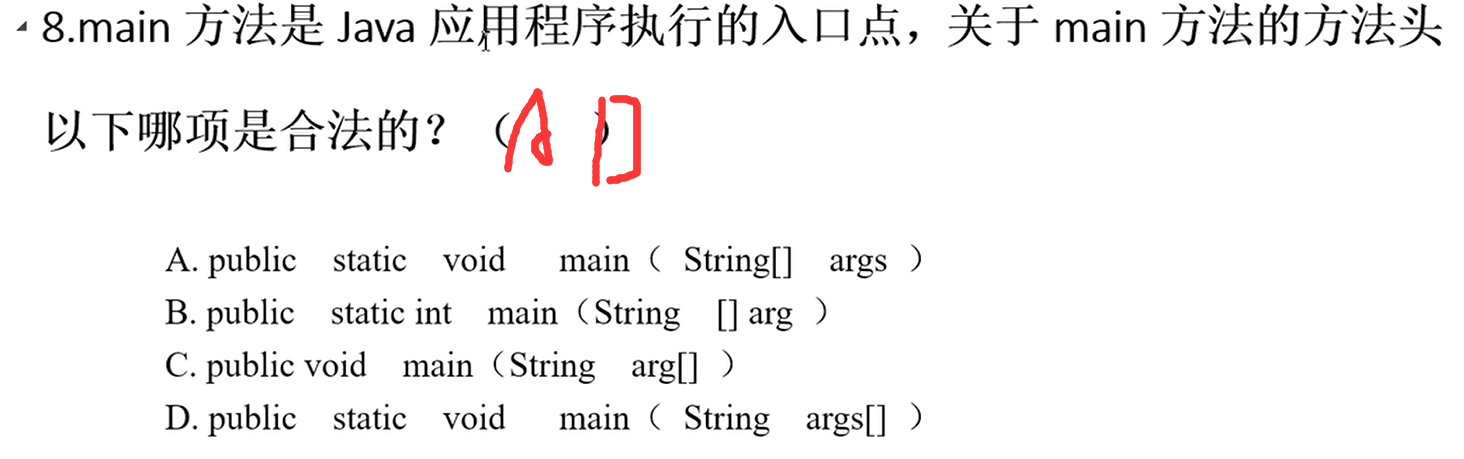 8.main 方法是 Java 应用程序执行的入口点，关于 main 方法的方法头
以下哪项是合法的？（A D）
A. public static void main（ String[] args ）
B. public static int main（String [] arg ）
C. public void main（String arg[] ）
D. public static void main（ String args[] ）